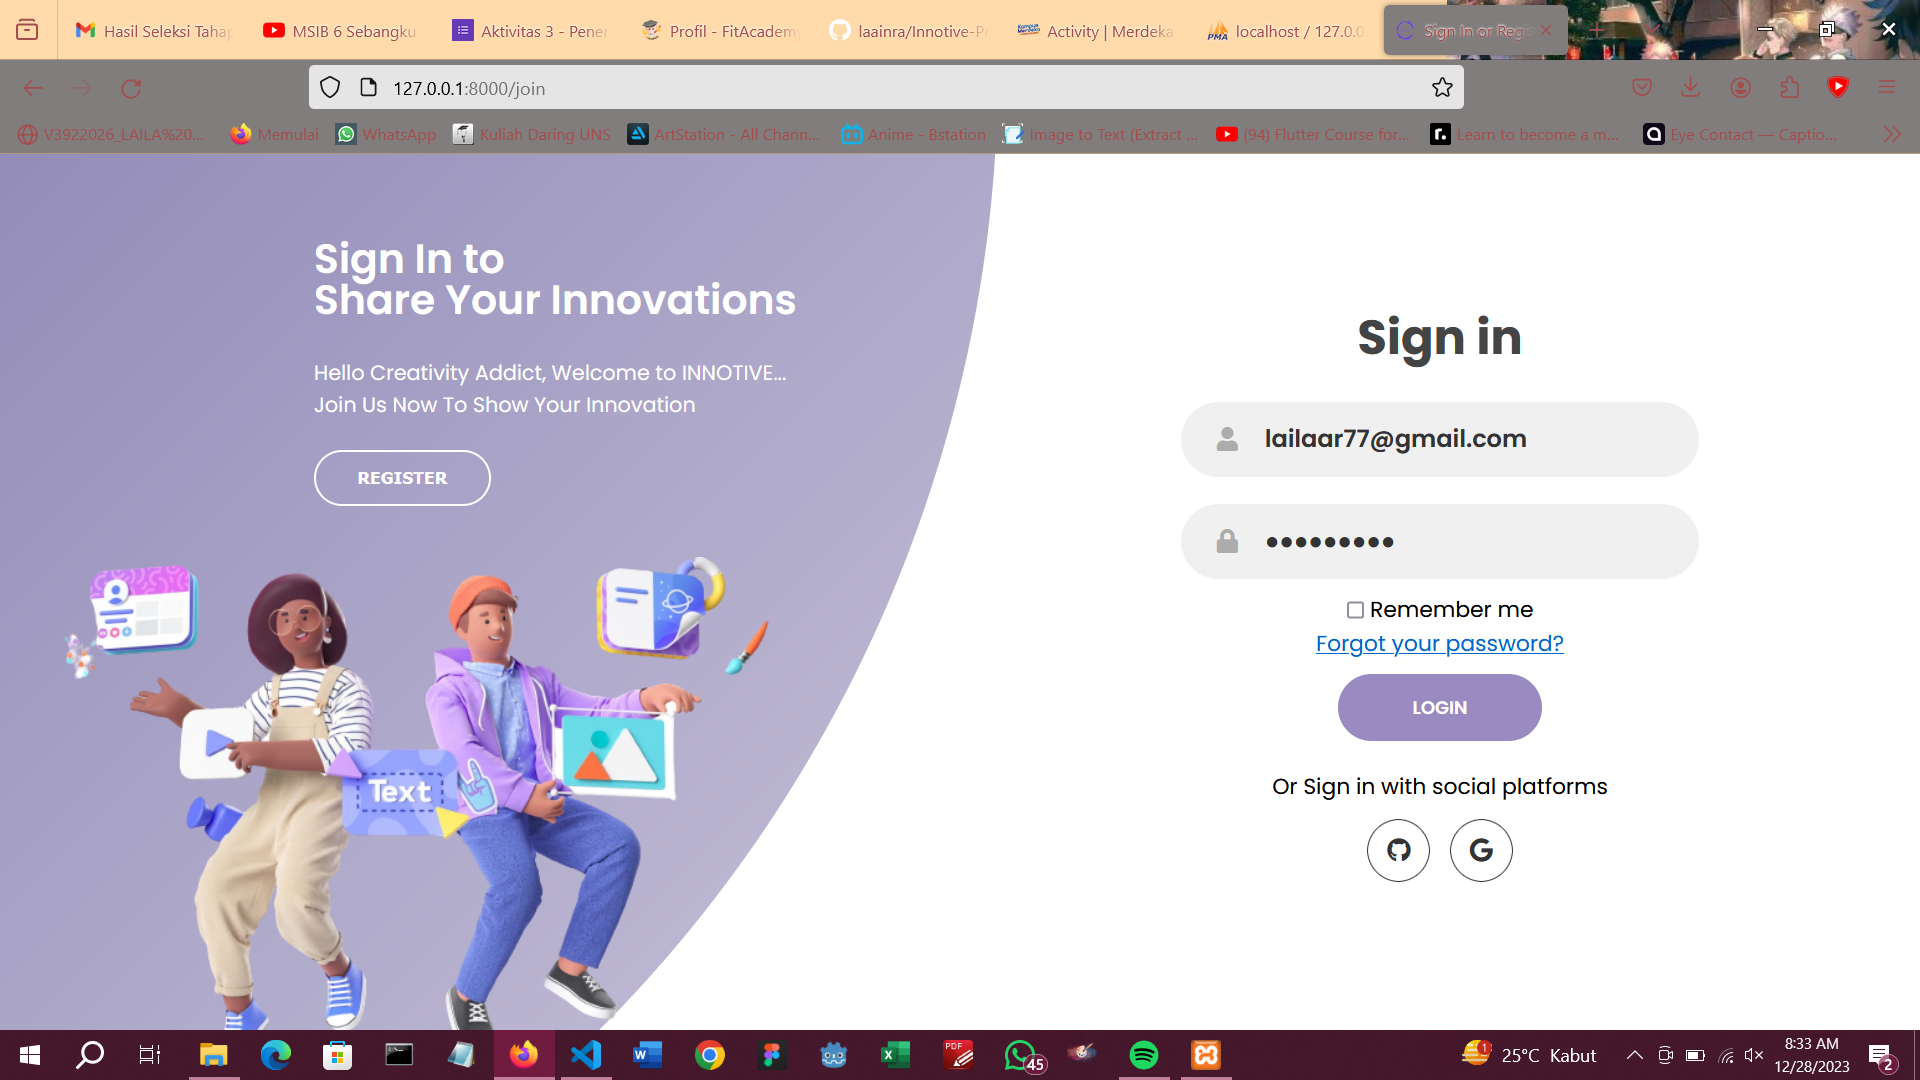 Hasil Seleksi Tahap
MSIB 6 Sebangku
Aktivitas 3 - Pener
Profil - FitAcademy
laainra/Innotive-Pr
Activity | Merdeka
localhost / 127.0.0
Sign In or Regis
127.0.0.1:8000/join
V3922026_LAILA%20...
Memulai
WhatsApp
Kuliah Daring UNS
ArtStation - All Chann...
Anime - Bstation
Image to Text (Extract ...
(94) Flutter Course for...
Learn to become a m...
Eye Contact — Captio...
Sign In to
Share Your Innovations
Hello Creativity Addict, Welcome to INNOTIVE...
Join Us Now To Show Your Innovation
REGISTER
Text
Sign in
lailaar77@gmail.com
•••••••••
Remember me
Forgot your password?
LOGIN
Or Sign in with social platforms
PMA
PDF
45
1
25°C Kabut
8:33 AM
12/28/2023
2